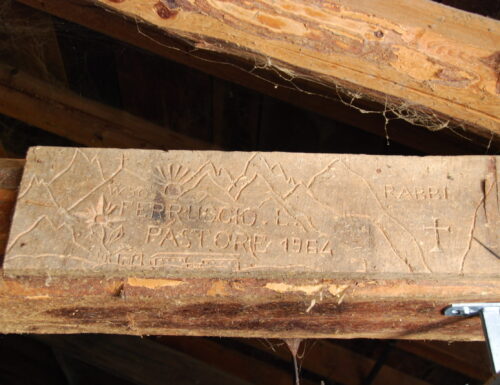 RABBI
FERRUCCIO. L.
PASTORE 1964